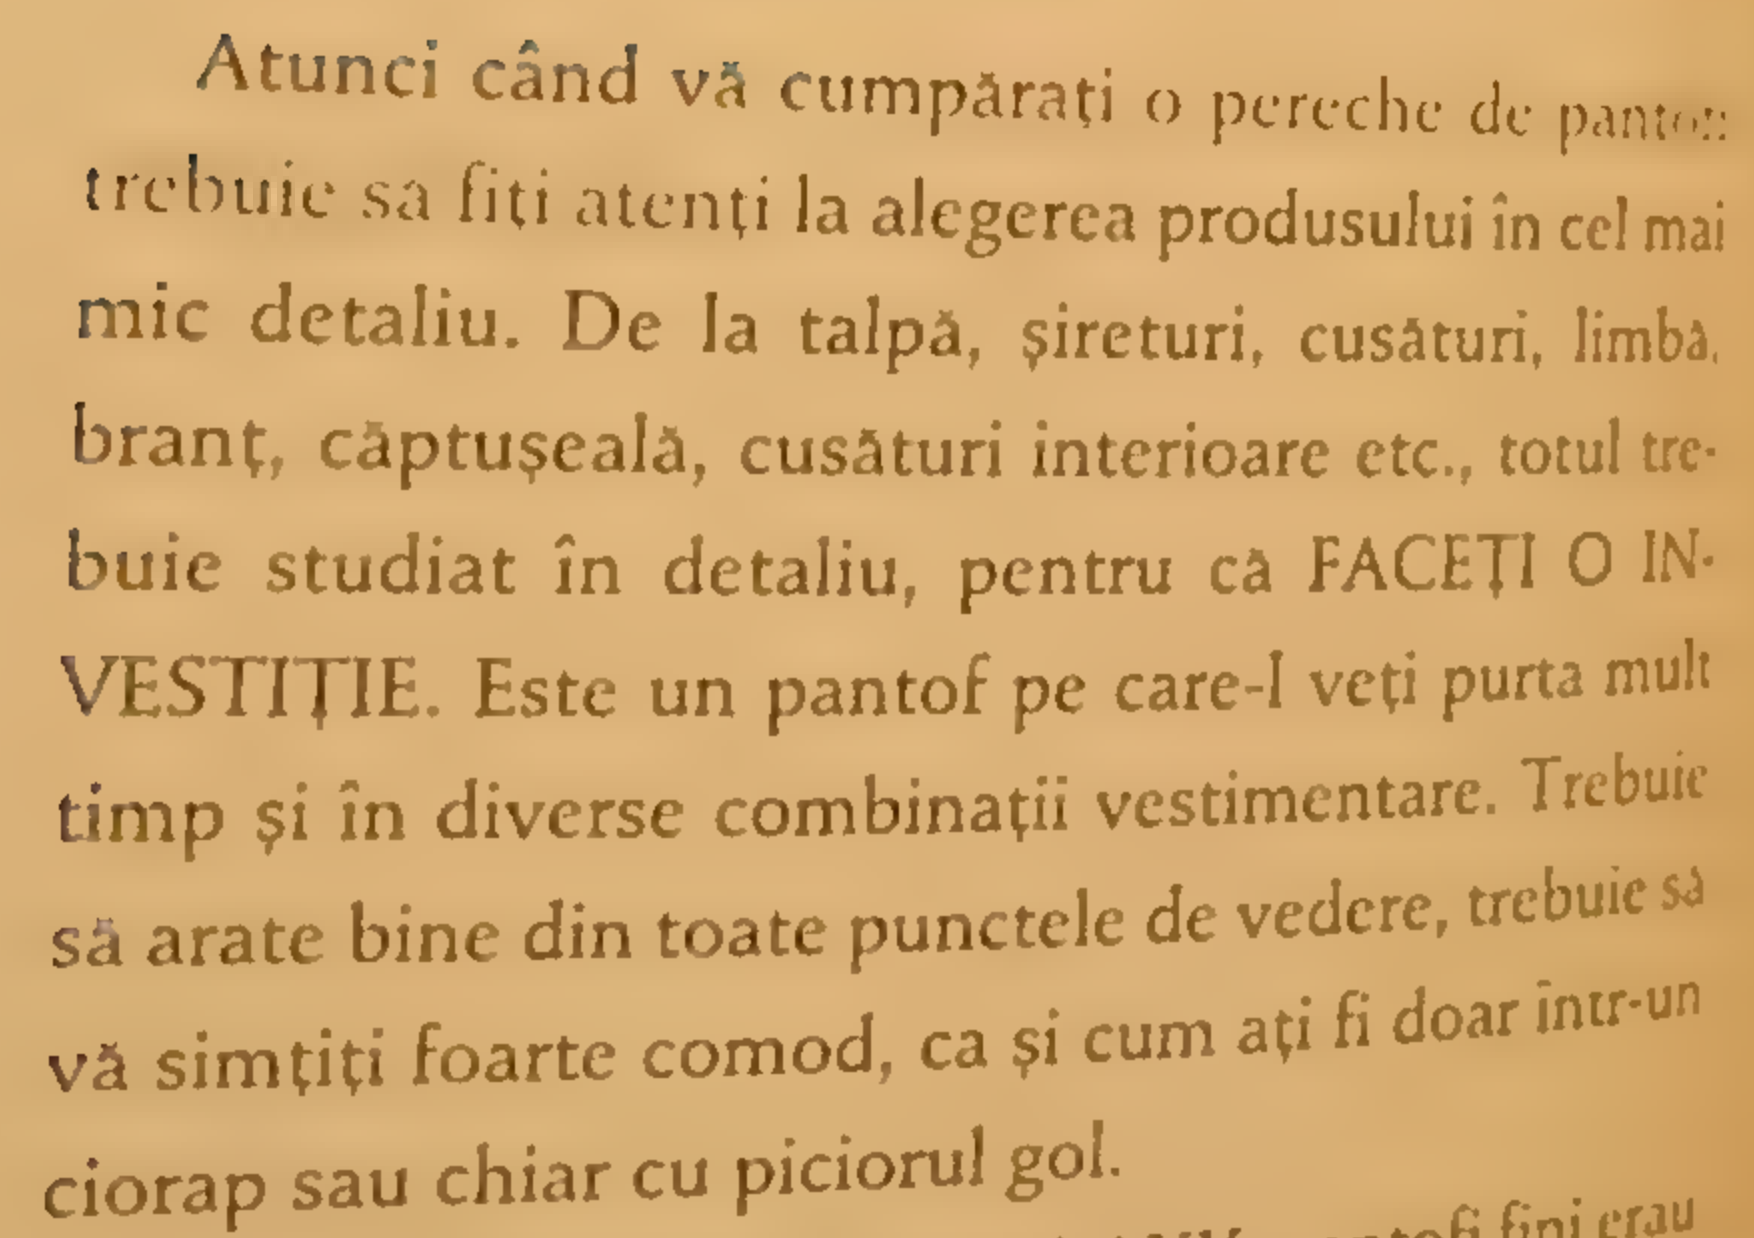 Atunci când vă cumpărați o pereche de
trebuie sa fiți atenți la alegerea produsului în cel mai
mic detaliu. De la talpă, șireturi, cusături, limbă,
branț, căptușeală, cusături interioare etc., totul tre-
buie studiat în detaliu, pentru că FACEȚI O IN-
VESTIȚIE. Este un pantof pe care-l veți purta mult
timp și în diverse combinații vestimentare. Trebuie
să arate bine din toate punctele de vedere, trebuie să
vă simțiți foarte comod, ca și cum ați fi doar într-un
ciorap sau chiar cu piciorul gol.
fini erau